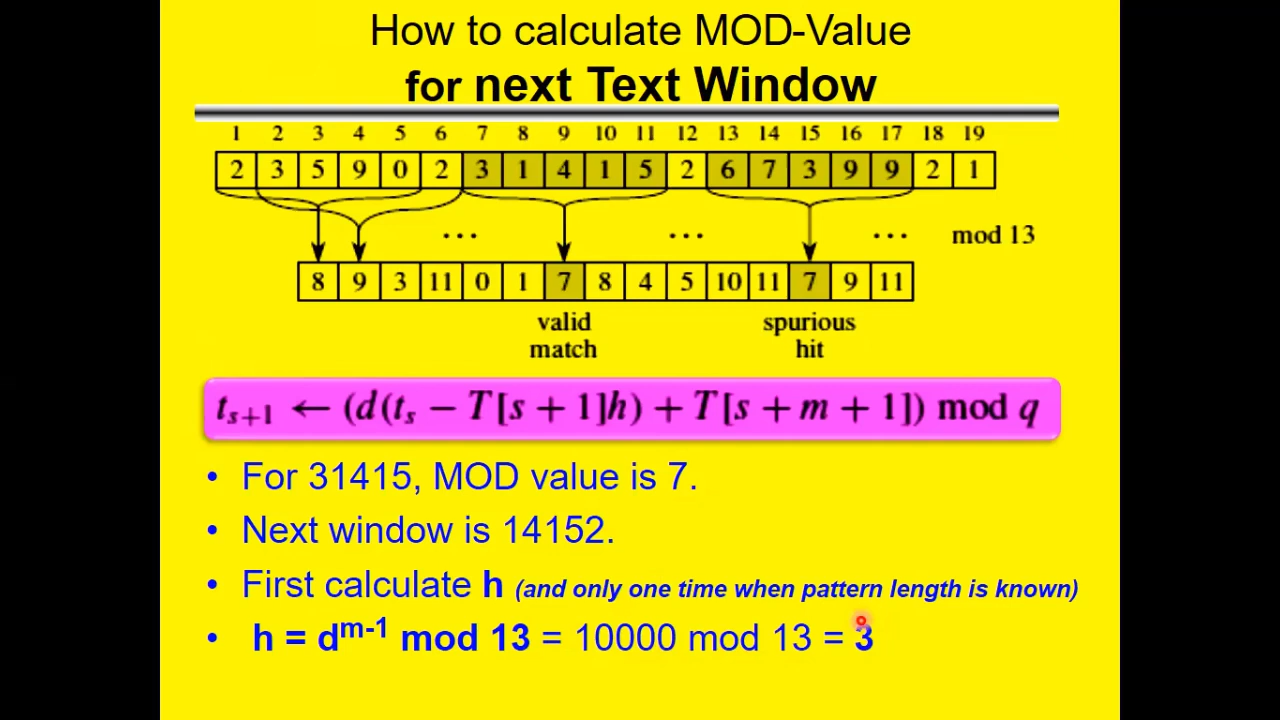 How to calculate MOD-Value
for next Text Window
1 2 3 4 5 6 7 8 9 10 11 12 13 14 15 16 17 18 19
2 3 5 9 0 2 3 1 4 1 5 2 6 7 3 9 9 2 1
... ... ... mod 13
8 9 3 11 0 1 7 8 4 5 10 11 7 9 11
valid spurious
match hit
tₛ₊₁ ← (d(tₛ − T[s + 1]h) + T[s + m + 1]) mod q
• For 31415, MOD value is 7.
• Next window is 14152.
• First calculate h (and only one time when pattern length is known)
• h = dᵐ⁻¹ mod 13 = 10000 mod 13 = 3